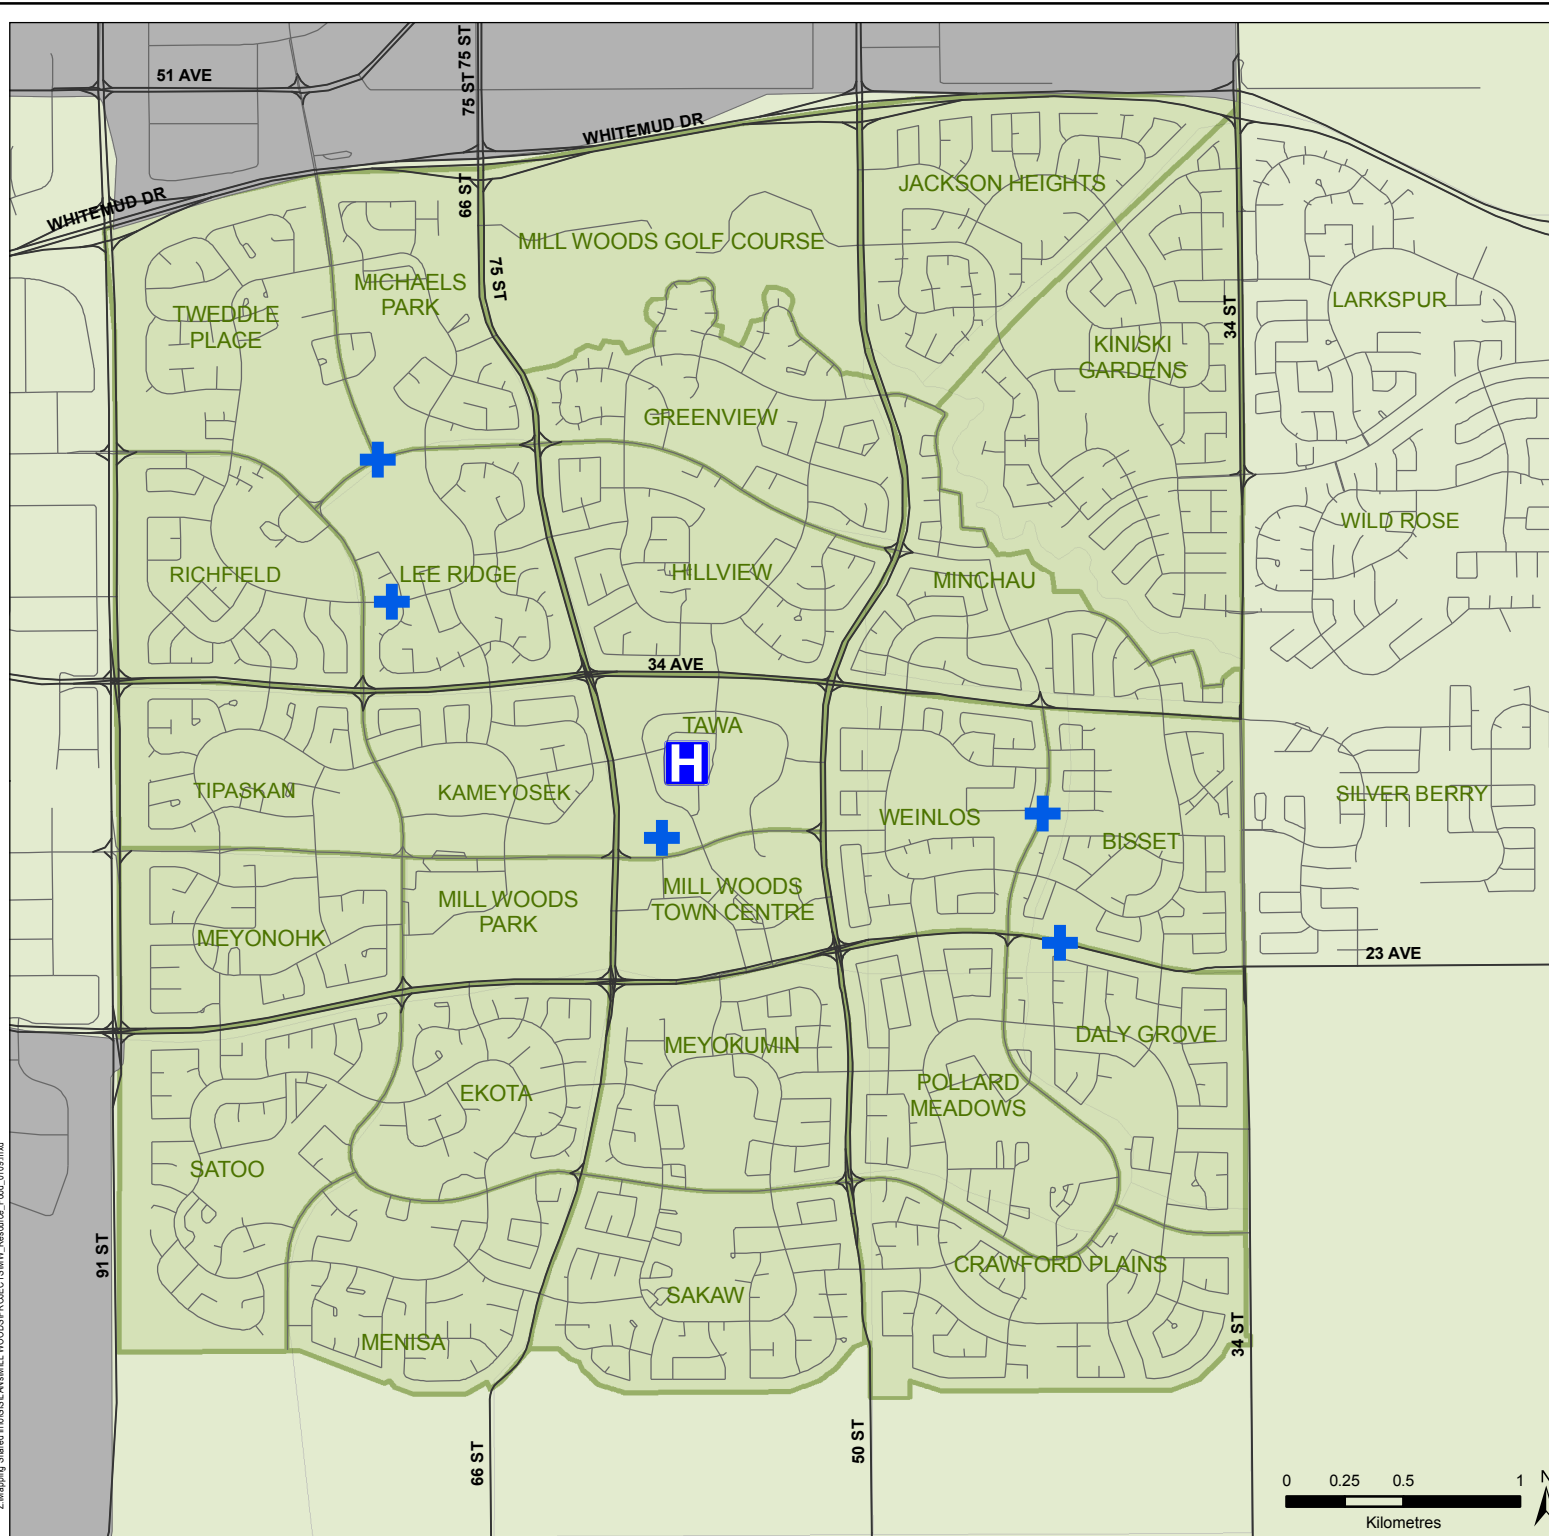 75 ST
51 AVE
75 ST
WHITEMUD DR
JACKSON HEIGHTS
66 ST
WHITEMUD DR
MILL WOODS GOLF COURSE
75 ST
MICHAELS
PARK
LARKSPUR
TWEDDLE
PLACE
34 ST
KINISKI
GARDENS
GREENVIEW
WILD ROSE
RICHFIELD
LEE RIDGE
HILLVIEW
MINCHAU
34 AVE
TAWA
H
TIPASKAN
KAMEYOSEK
SILVER BERRY
WEINLOS
BISSET
MILL WOODS
TOWN CENTRE
MILL WOODS
PARK
MEYONOHK
23 AVE
DALY GROVE
MEYOKUMIN
POLLARD
MEADOWS
EKOTA
SATOO
91 ST
CRAWFORD PLAINS
SAKAW
34 ST
MENISA
50 ST
66 ST
0 0.25 0.5 1
Kilometres
N